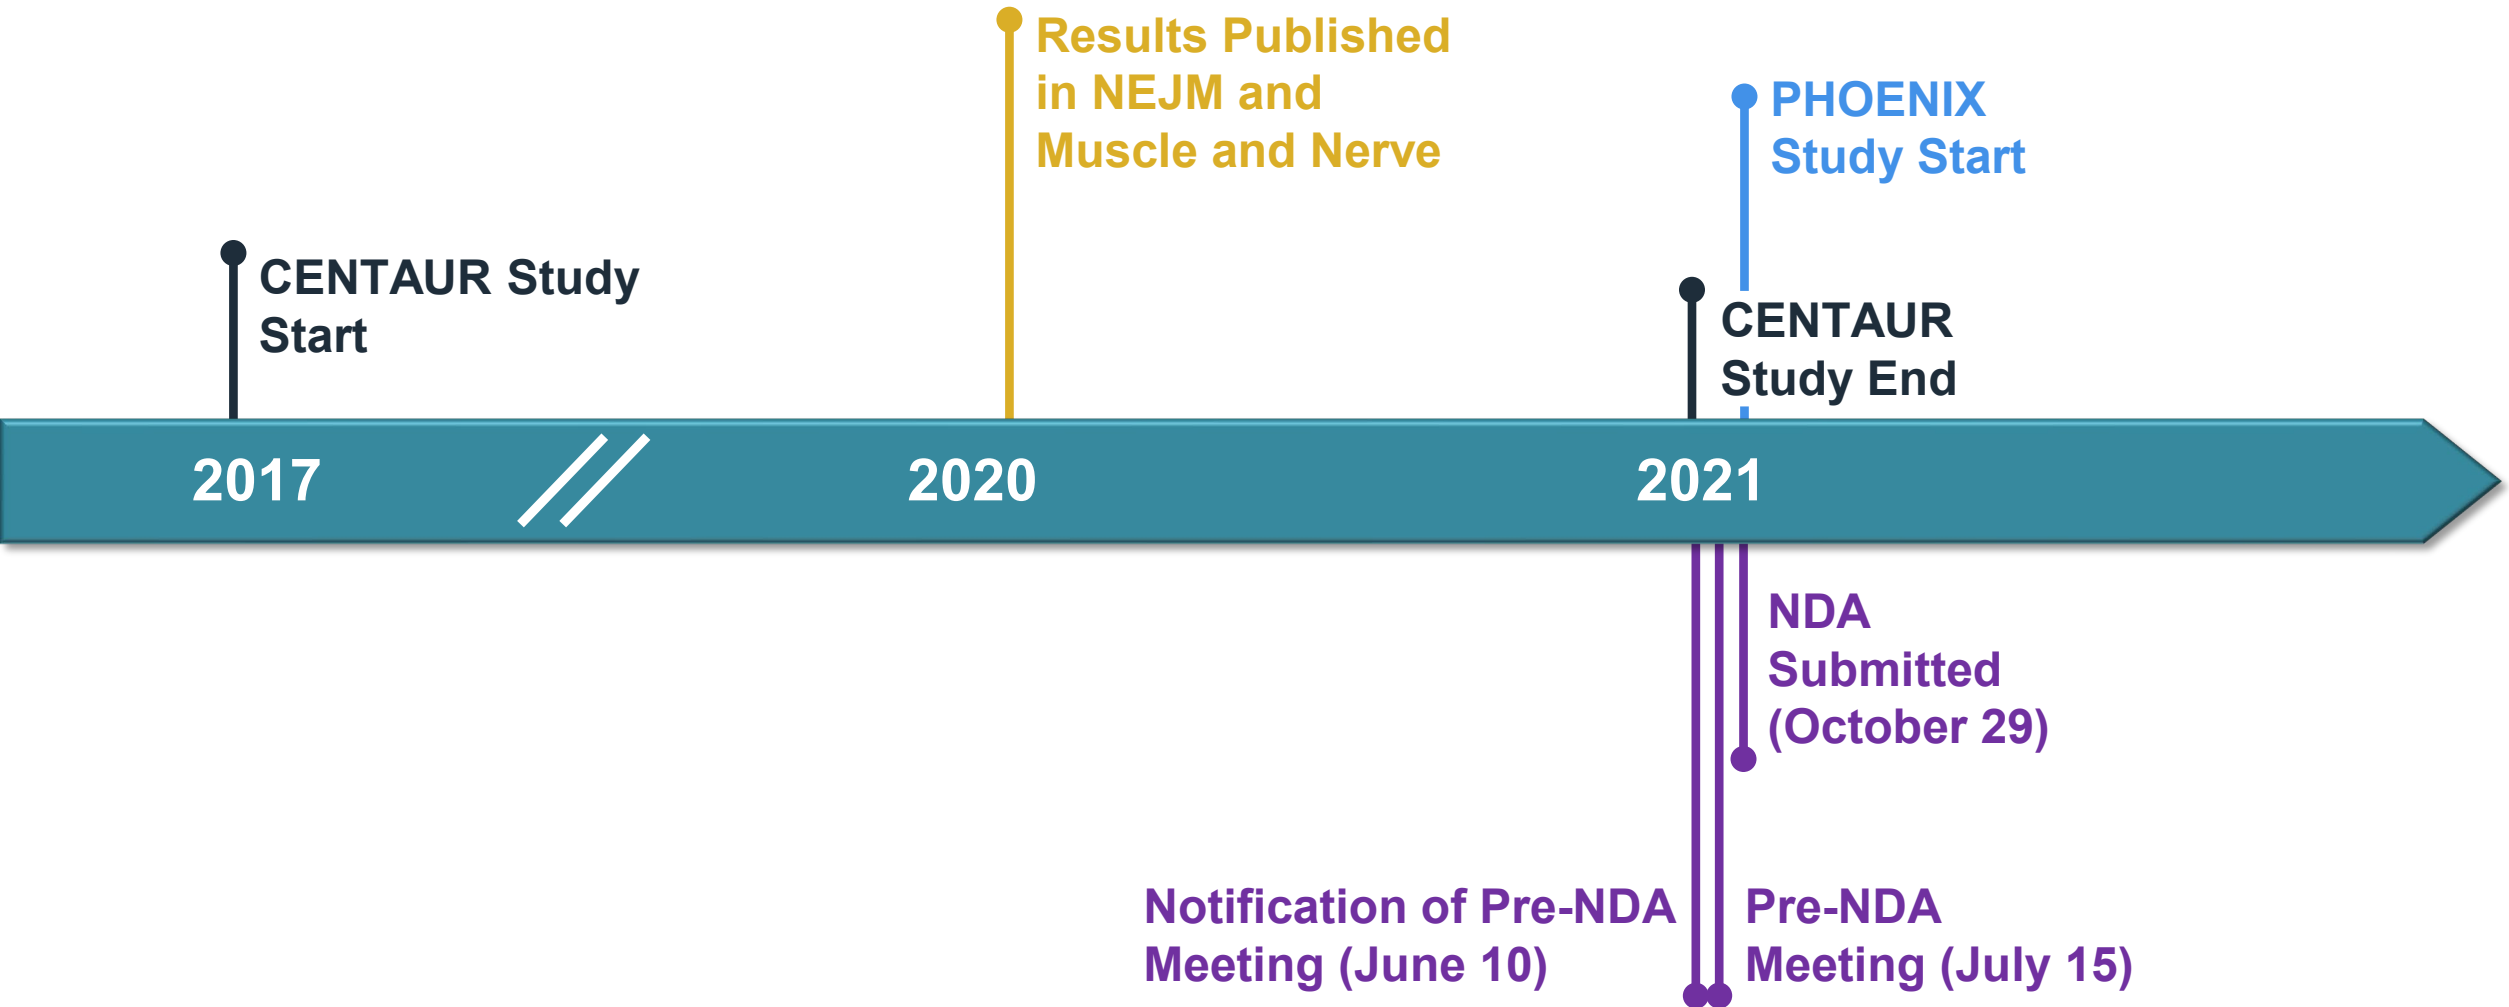 Results Published
in NEJM and
Muscle and Nerve
PHOENIX
Study Start
CENTAUR Study
Start
CENTAUR
Study End
2017
2020
2021
NDA
Submitted
(October 29)
Notification of Pre-NDA
Meeting (June 10)
Pre-NDA
Meeting (July 15)